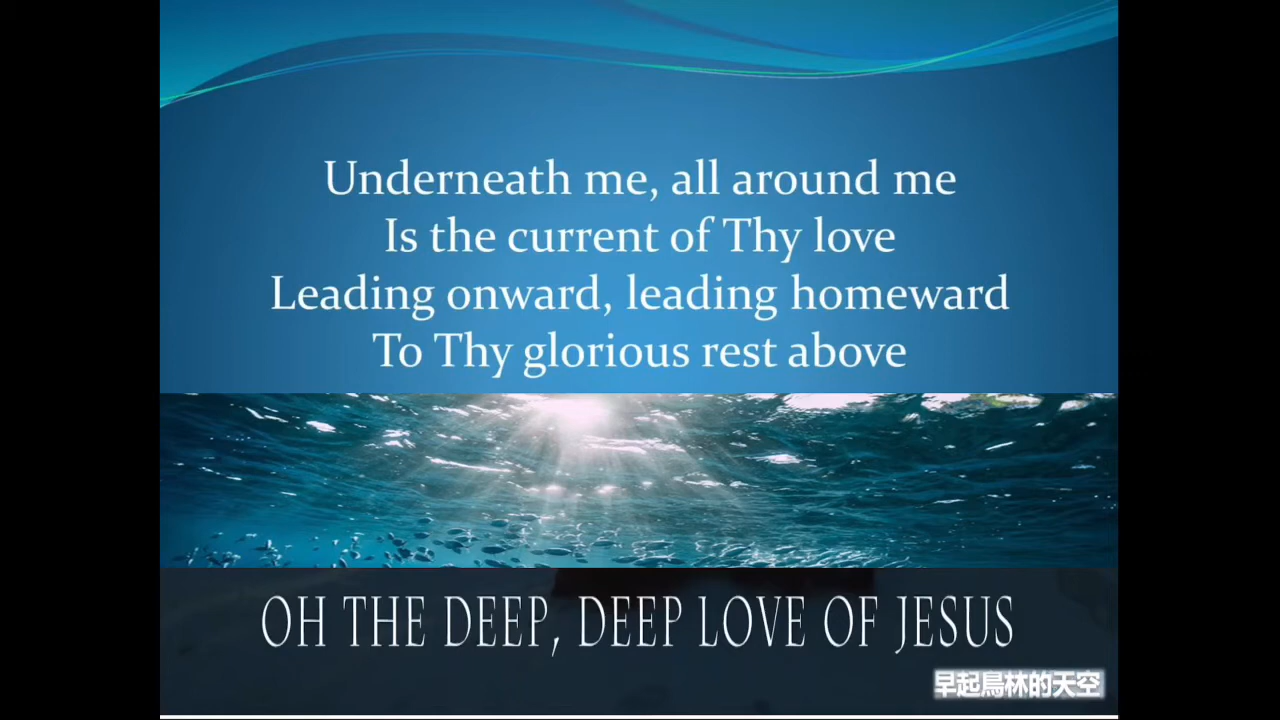 Underneath me, all around me
Is the current of Thy love
Leading onward, leading homeward
To Thy glorious rest above
OH THE DEEP, DEEP LOVE OF JESUS
早起鳥林的天空